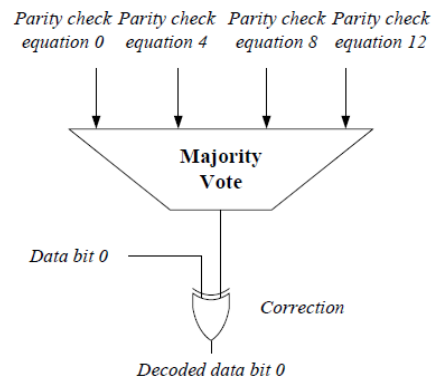 Parity check Parity check Parity check Parity check
equation 0 equation 4 equation 8 equation 12
Majority
Vote
Data bit 0
Correction
Decoded data bit 0